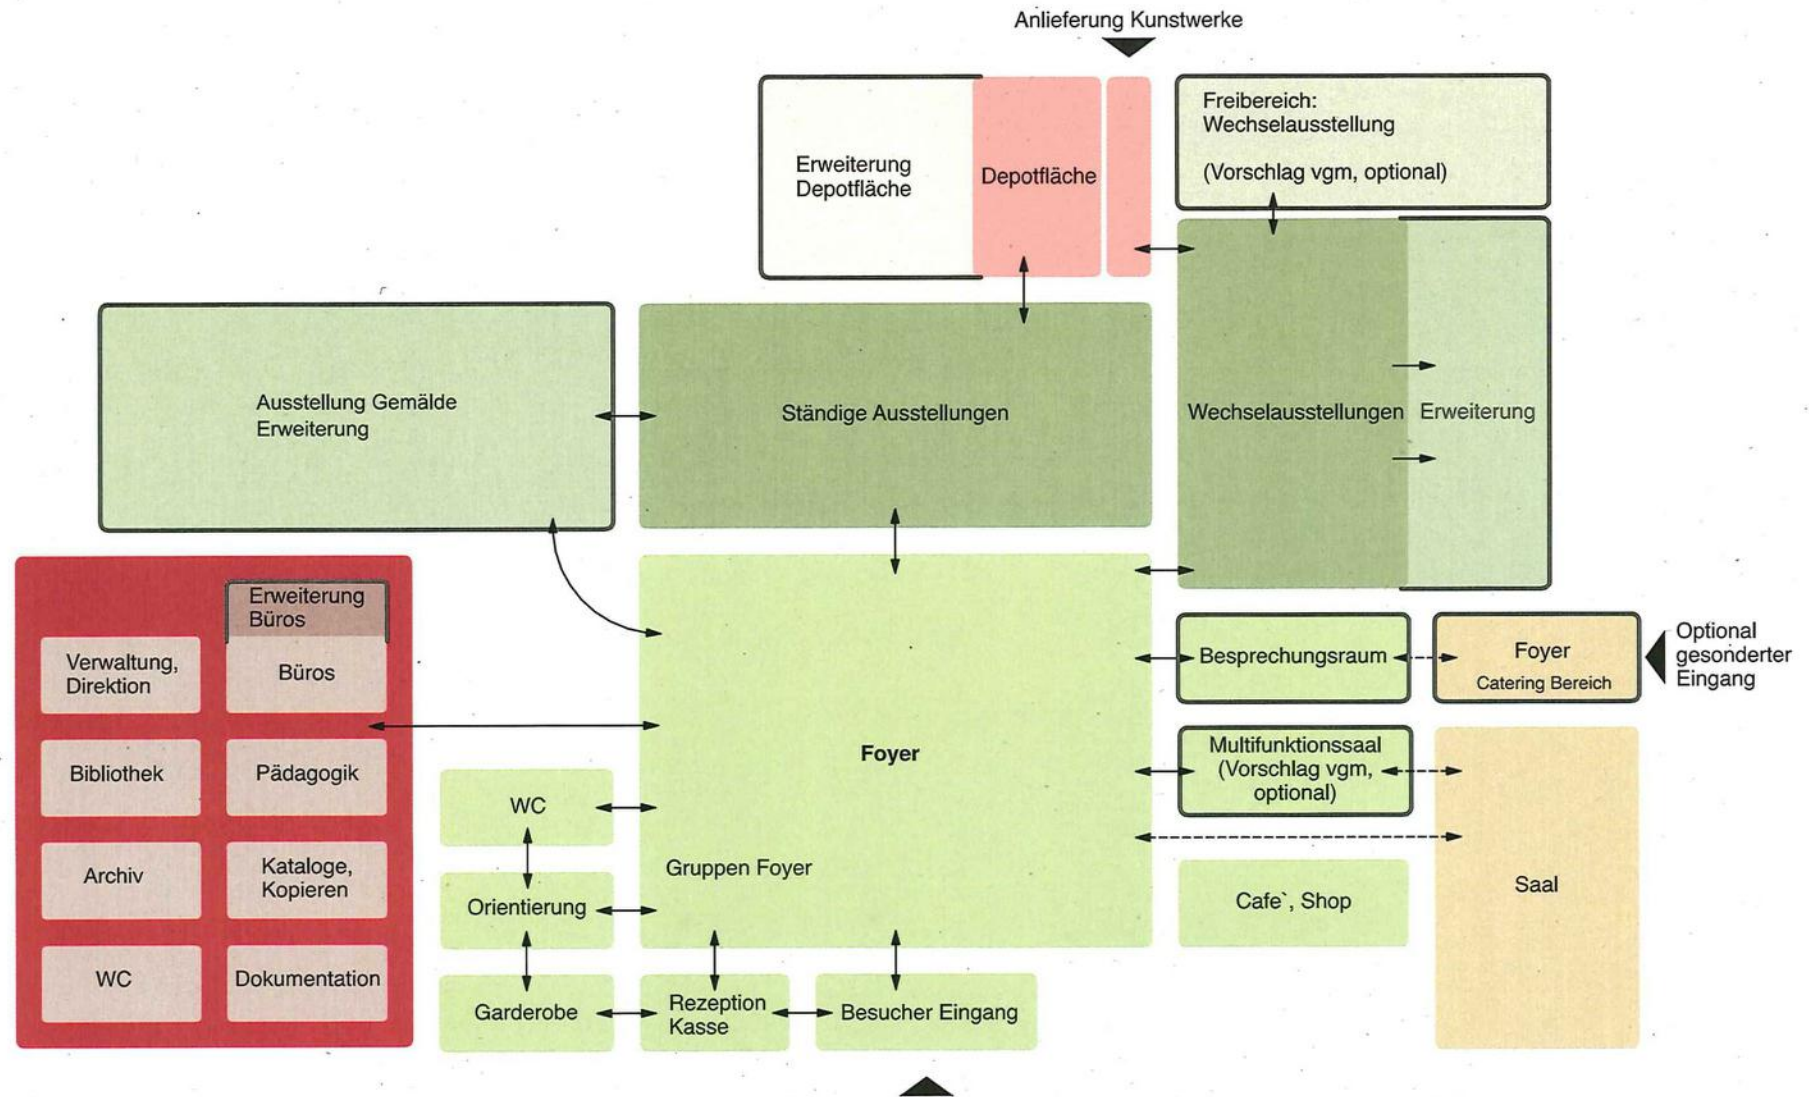 Anlieferung Kunstwerke
Freibereich:
Wechselausstellung
(Vorschlag vgm, optional)
Erweiterung
Depotfläche
Depotfläche
Ausstellung Gemälde
Erweiterung
Ständige Ausstellungen
Wechselausstellungen
Erweiterung
Erweiterung
Büros
Verwaltung,
Direktion
Büros
Bibliothek
Pädagogik
Archiv
Kataloge,
Kopieren
WC
Dokumentation
Foyer
Gruppen Foyer
WC
Orientierung
Garderobe
Rezeption
Kasse
Besucher Eingang
Besprechungsraum
Foyer
Catering Bereich
Optional
gesonderter
Eingang
Multifunktionssaal
(Vorschlag vgm,
optional)
Cafe`, Shop
Saal